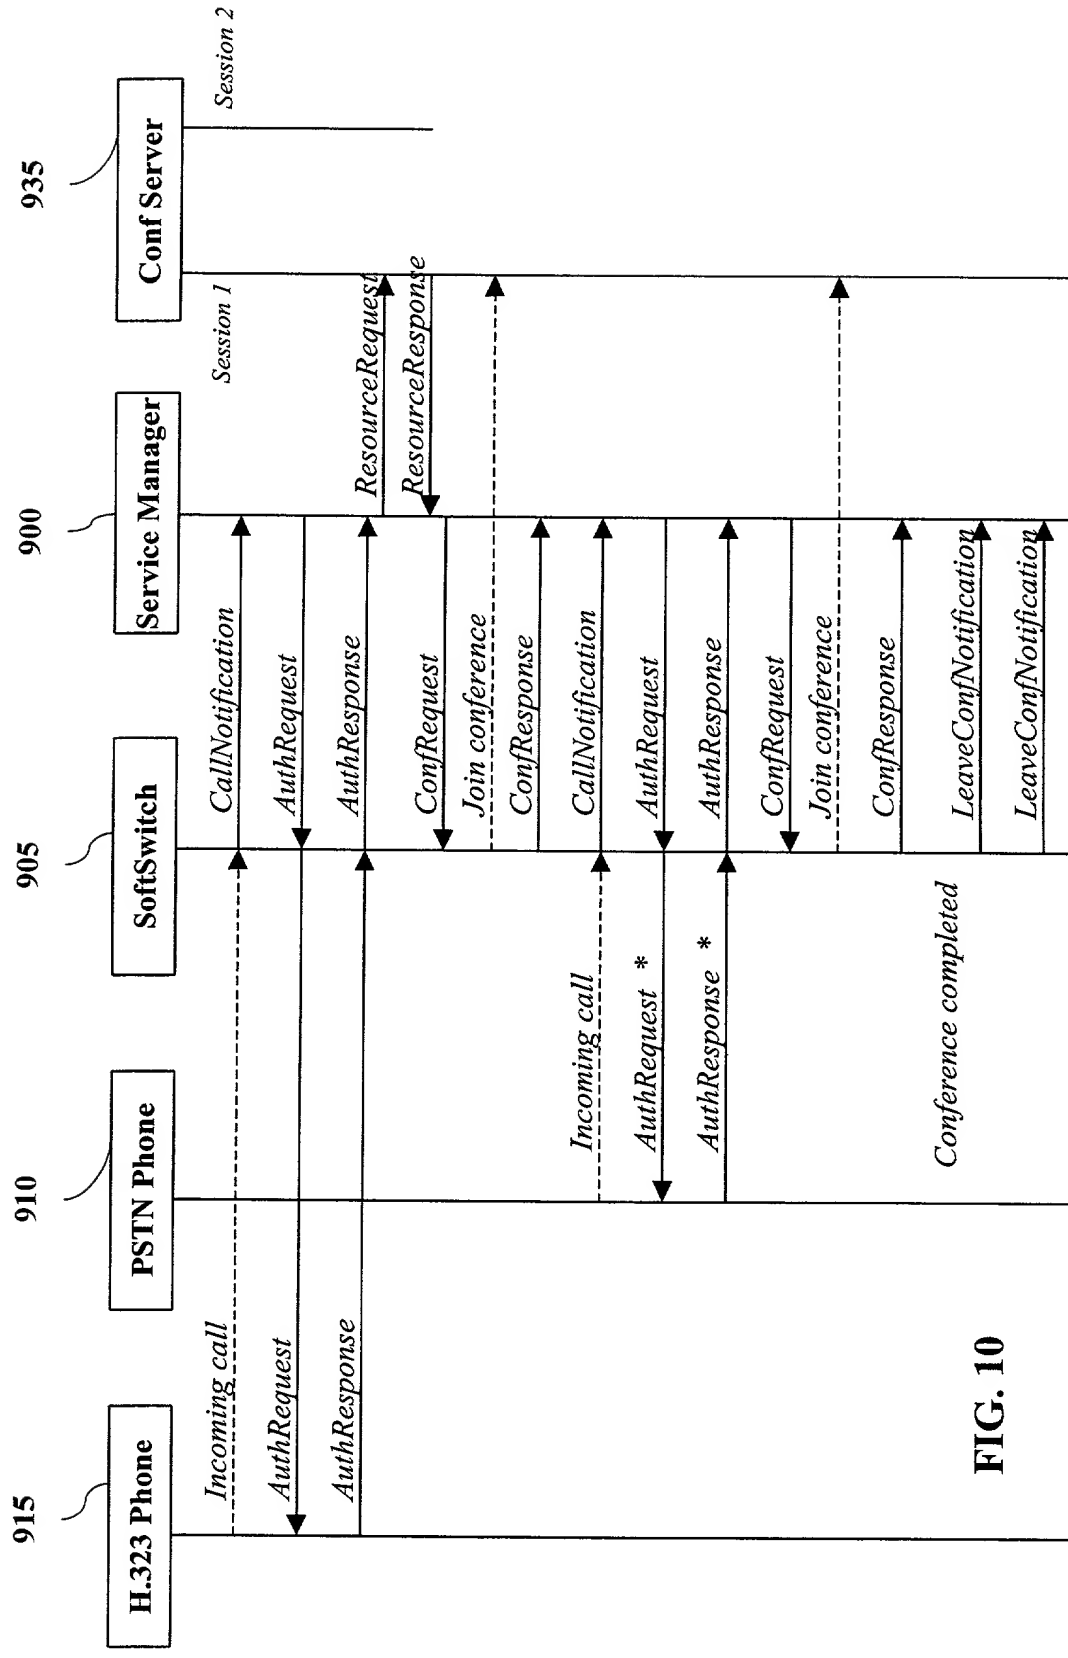 915
910
905
900
935
H.323 Phone
PSTN Phone
SoftSwitch
Service Manager
Conf Server
Session 1
Session 2
Incoming call
CallNotification
AuthRequest
AuthRequest
AuthResponse
AuthResponse
ResourceRequest
ResourceResponse
ConfRequest
Join conference
ConfResponse
Incoming call
CallNotification
AuthRequest *
AuthRequest
AuthResponse *
AuthResponse
ConfRequest
Join conference
ConfResponse
Conference completed
LeaveConfNotification
LeaveConfNotification
FIG. 10